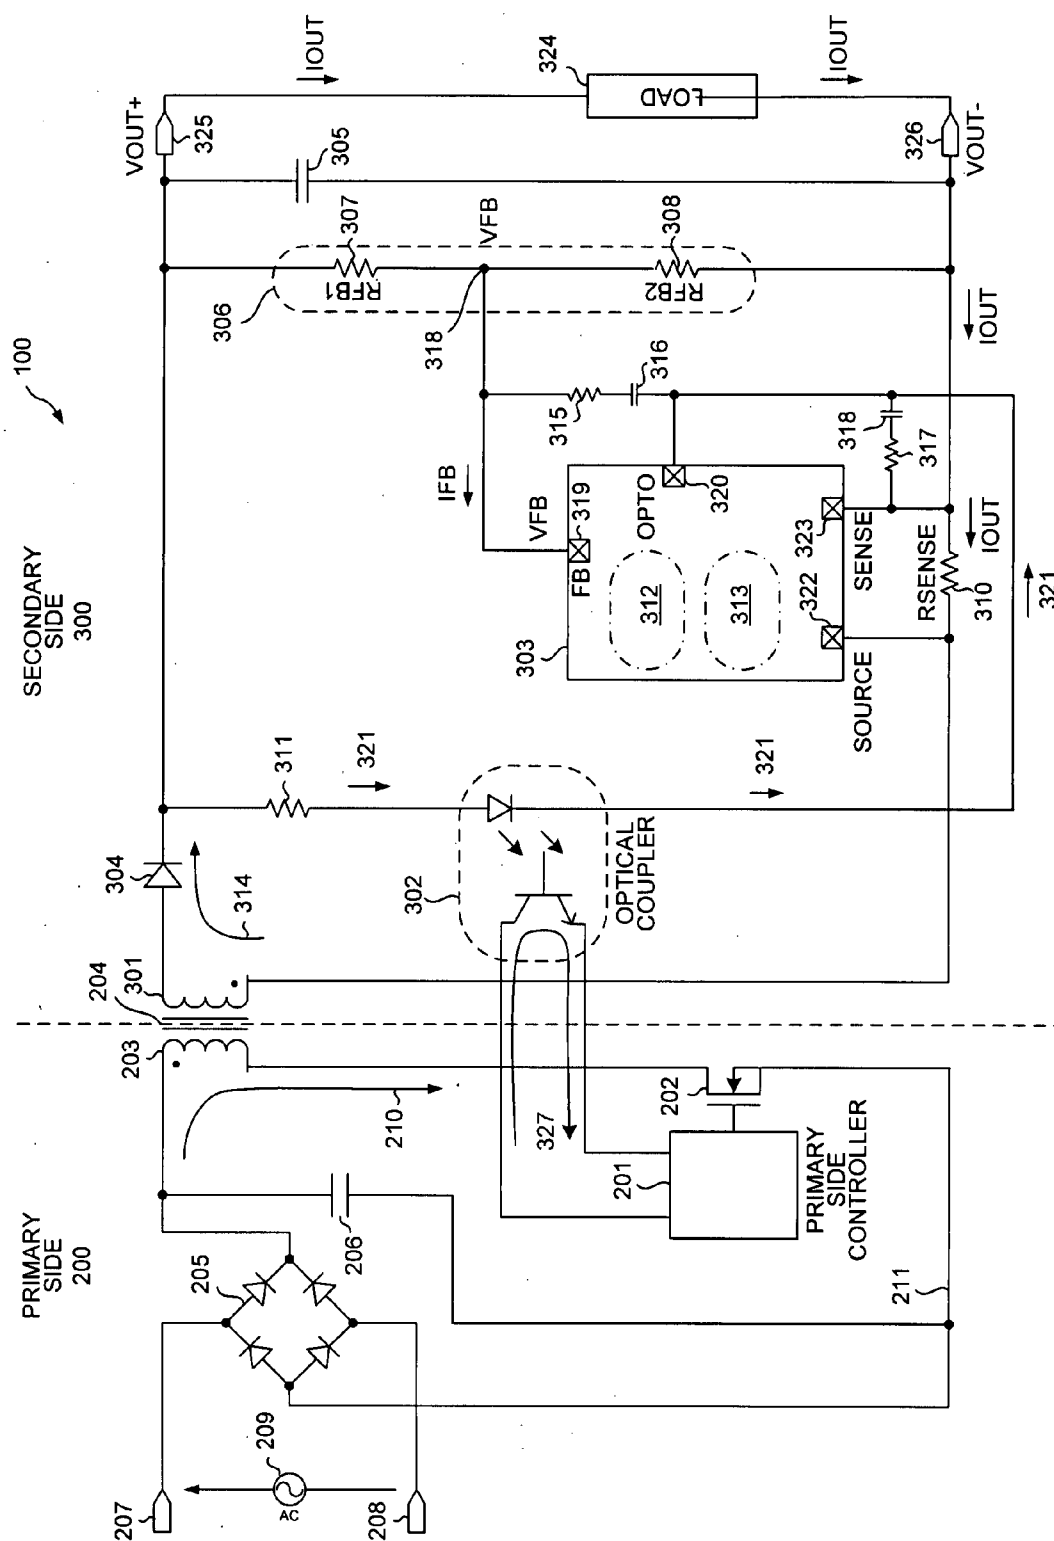 100
PRIMARY
SIDE
200
SECONDARY
SIDE
300
207
208
209
AC
205
206
210
203
204
301
314
304
311
321
302
OPTICAL
COUPLER
321
327
201
202
PRIMARY
SIDE
CONTROLLER
211
303
FB
319
VFB
IFB
OPTO
320
312
313
322
323
SOURCE
SENSE
RSENSE
310
IOUT
321
315
316
318
317
306
RFB1
307
318
VFB
RFB2
308
IOUT
305
VOUT+
325
IOUT
324
LOAD
IOUT
326
VOUT-